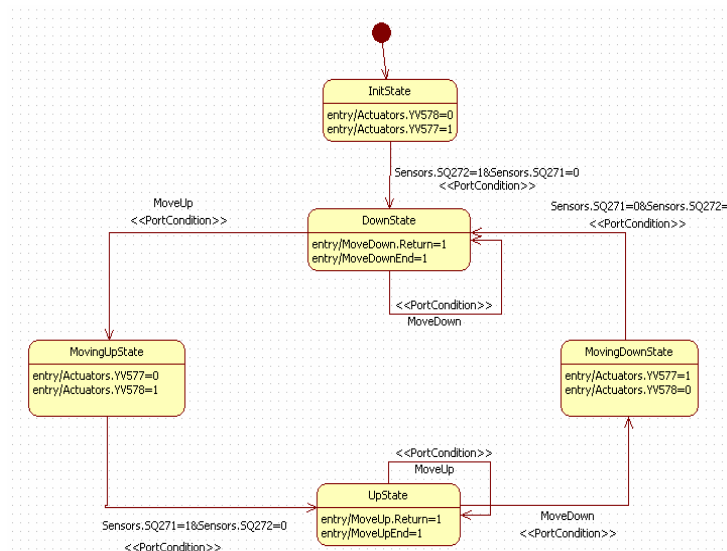 InitState
entry/Actuators.YV578=0
entry/Actuators.YV577=1
Sensors.SQ272=1&Sensors.SQ271=0
<<PortCondition>>
MoveUp
<<PortCondition>>
Sensors.SQ271=0&Sensors.SQ272=
<<PortCondition>>
DownState
entry/MoveDown.Return=1
entry/MoveDownEnd=1
<<PortCondition>>
MoveDown
MovingUpState
entry/Actuators.YV577=0
entry/Actuators.YV578=1
MovingDownState
entry/Actuators.YV577=1
entry/Actuators.YV578=0
<<PortCondition>>
MoveUp
UpState
entry/MoveUp.Return=1
entry/MoveUpEnd=1
Sensors.SQ271=1&Sensors.SQ272=0
<<PortCondition>>
MoveDown
<<PortCondition>>